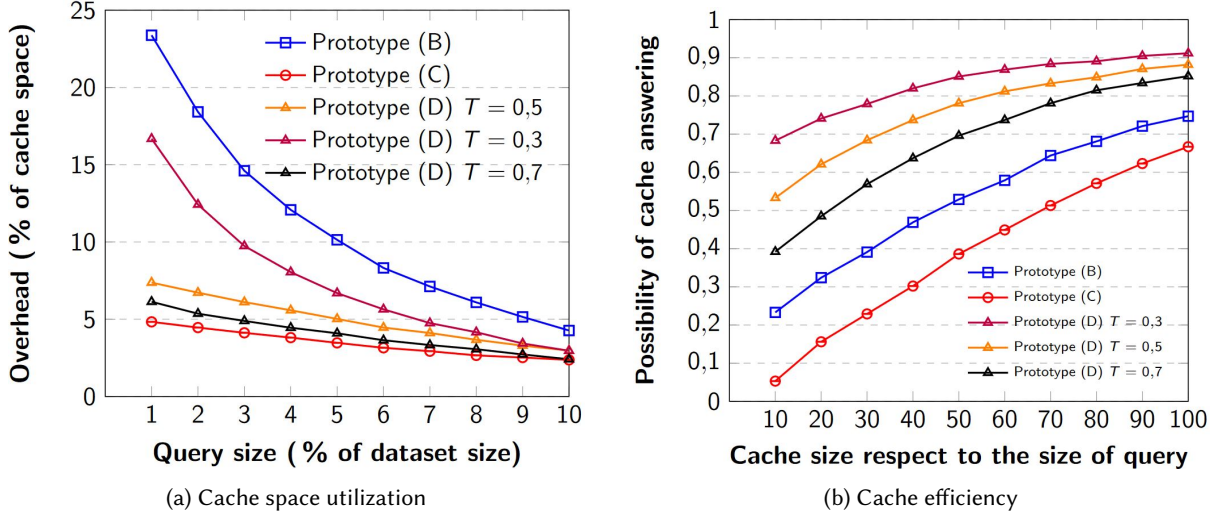 25
20
15
10
5
0
Overhead (% of cache space)
Prototype (B)
Prototype (C)
Prototype (D) T = 0,5
Prototype (D) T = 0,3
Prototype (D) T = 0,7
1 2 3 4 5 6 7 8 9 10
Query size (% of dataset size)
(a) Cache space utilization
1
0,9
0,8
0,7
0,6
0,5
0,4
0,3
0,2
0,1
0
Possibility of cache answering
Prototype (B)
Prototype (C)
Prototype (D) T = 0,3
Prototype (D) T = 0,5
Prototype (D) T = 0,7
10 20 30 40 50 60 70 80 90 100
Cache size respect to the size of query
(b) Cache efficiency